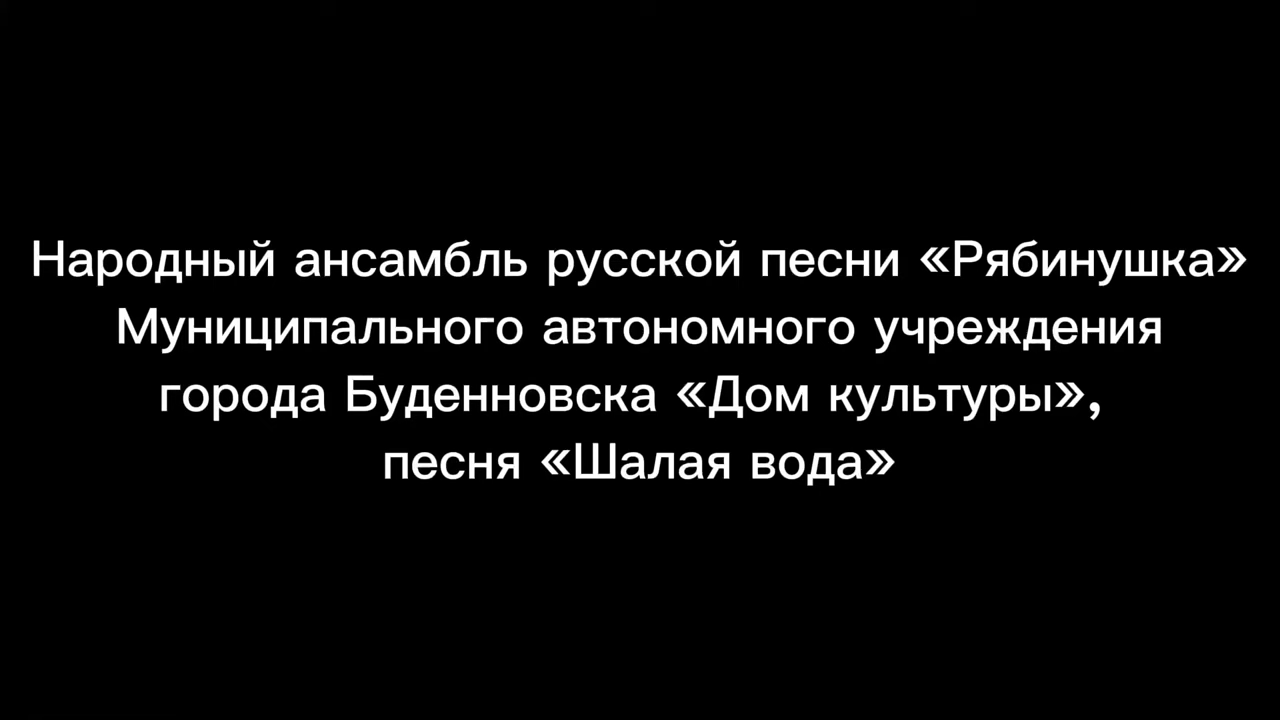 Народный ансамбль русской песни «Рябинушка»
Муниципального автономного учреждения
города Буденновска «Дом культуры»,
песня «Шалая вода»